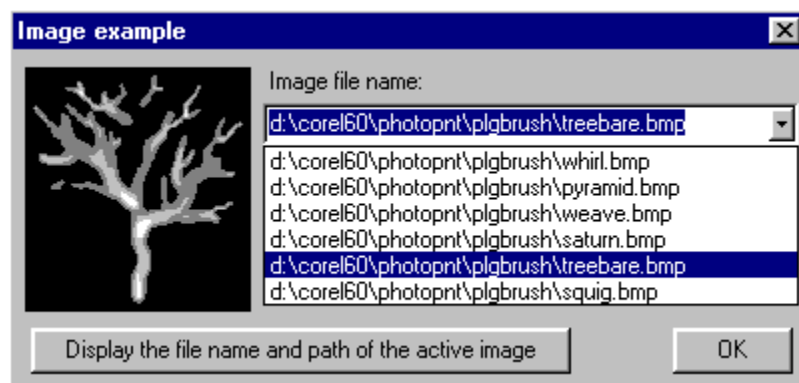 Image example
Image file name:
d:\corel60\photopnt\plgbrush\treebare.bmp
d:\corel60\photopnt\plgbrush\whirl.bmp
d:\corel60\photopnt\plgbrush\pyramid.bmp
d:\corel60\photopnt\plgbrush\weave.bmp
d:\corel60\photopnt\plgbrush\saturn.bmp
d:\corel60\photopnt\plgbrush\treebare.bmp
d:\corel60\photopnt\plgbrush\squig.bmp
Display the file name and path of the active image
OK